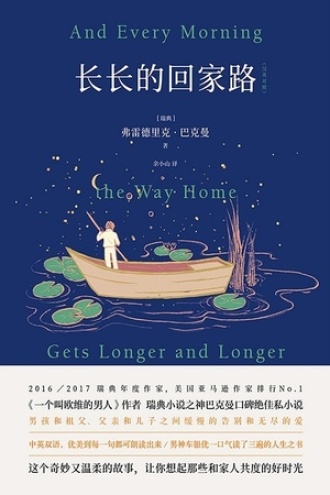 And Every Morning
长长的回家路
(汉英对照)
[瑞典]
弗雷德里克·巴克曼
著
余小山 译
the Way Home
Gets Longer and Longer
2016/2017 瑞典年度作家,美国亚马逊作家排行No.1
《一个叫欧维的男人》作者 瑞典小说之神巴克曼口碑绝佳私小说
男孩和祖父、父亲和儿子之间缓慢的告别和无尽的爱
中英双语,优美到每一句都可朗读出来/男神车银优一口气读了三遍的人生之书
这个奇妙又温柔的故事,让你想起那些和家人共度的好时光